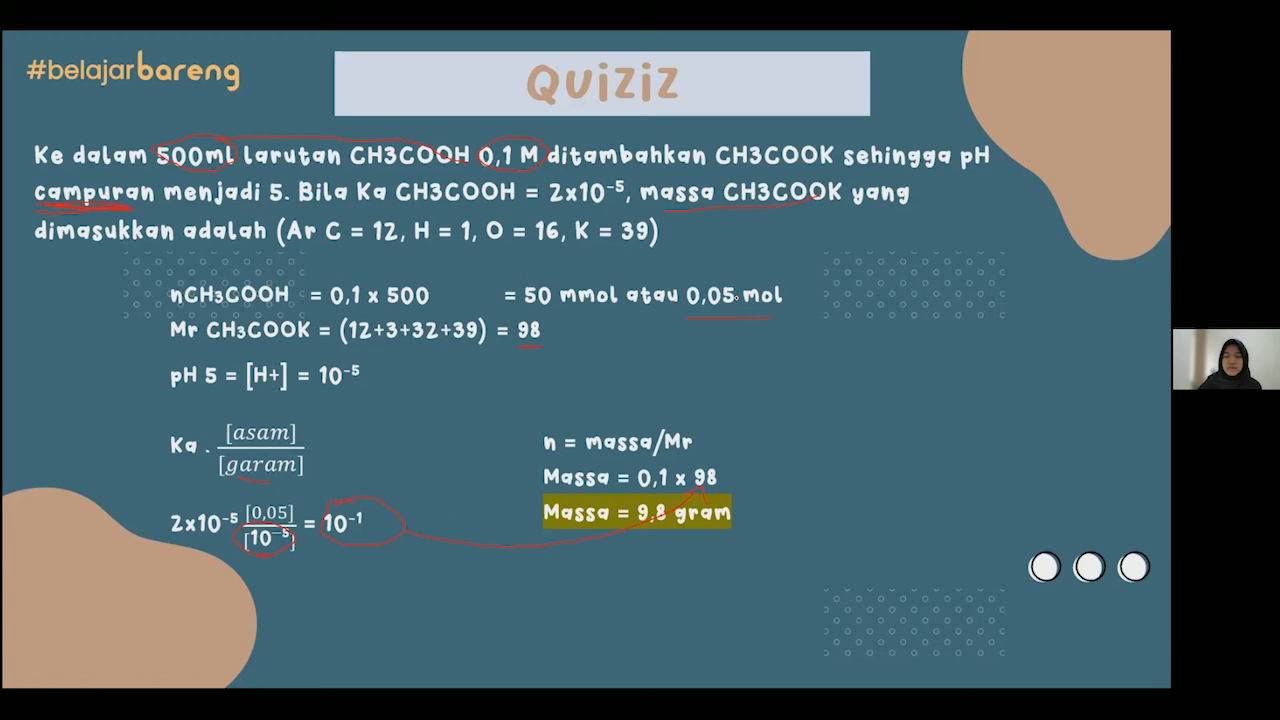 #belajarbareng
Quiziz
Ke dalam 500ml larutan CH3COOH 0,1 M ditambahkan CH3COOK sehingga pH
campuran menjadi 5. Bila Ka CH3COOH = 2x10⁻⁵, massa CH3COOK yang
dimasukkan adalah (Ar C = 12, H = 1, O = 16, K = 39)
nCH₃COOH = 0,1 x 500 = 50 mmol atau 0,05 mol
Mr CH₃COOK = (12+3+32+39) = 98
pH 5 = [H+] = 10⁻⁵
Ka . [asam]
[garam]
2x10⁻⁵ [0,05] = 10⁻¹
[10⁻⁵]
n = massa/Mr
Massa = 0,1 x 98
Massa = 9,8 gram